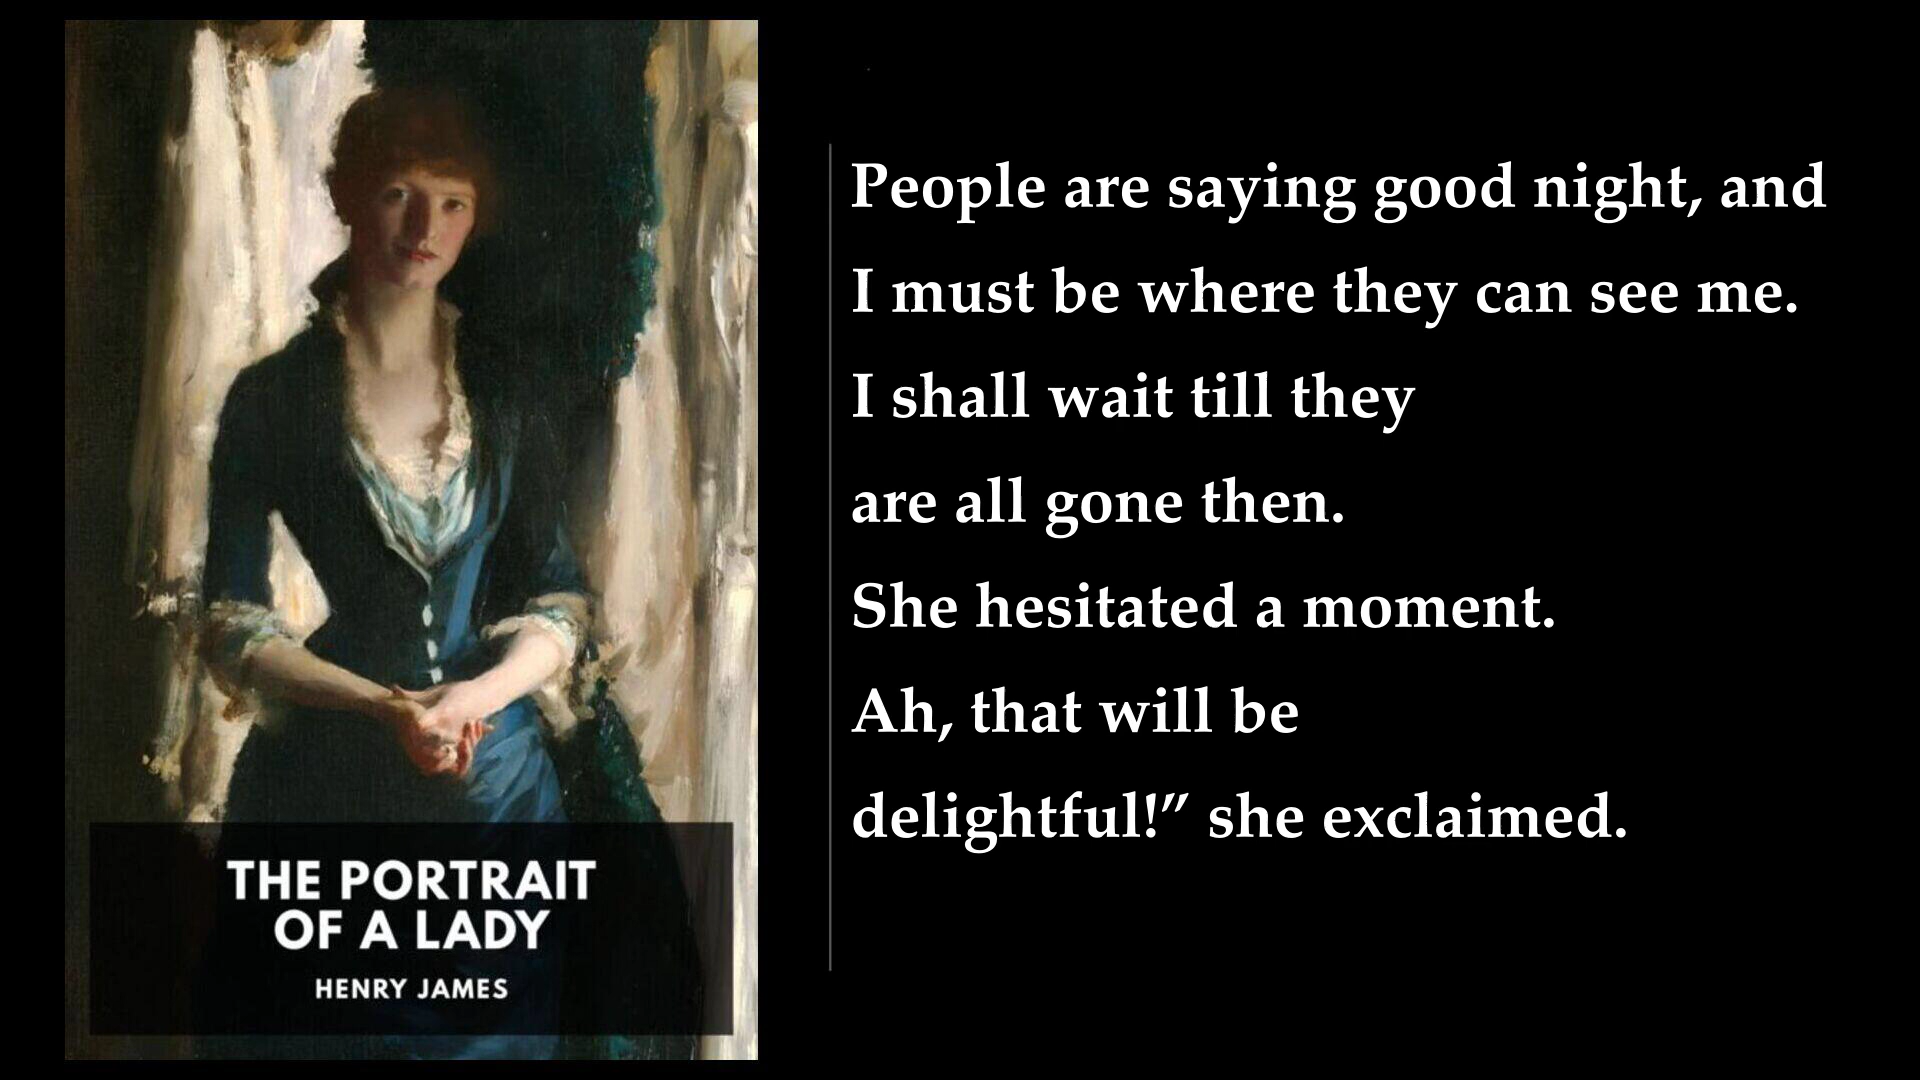 People are saying good night, and
I must be where they can see me.
I shall wait till they
are all gone then.
She hesitated a moment.
Ah, that will be
delightful!” she exclaimed.
THE PORTRAIT
OF A LADY
HENRY JAMES